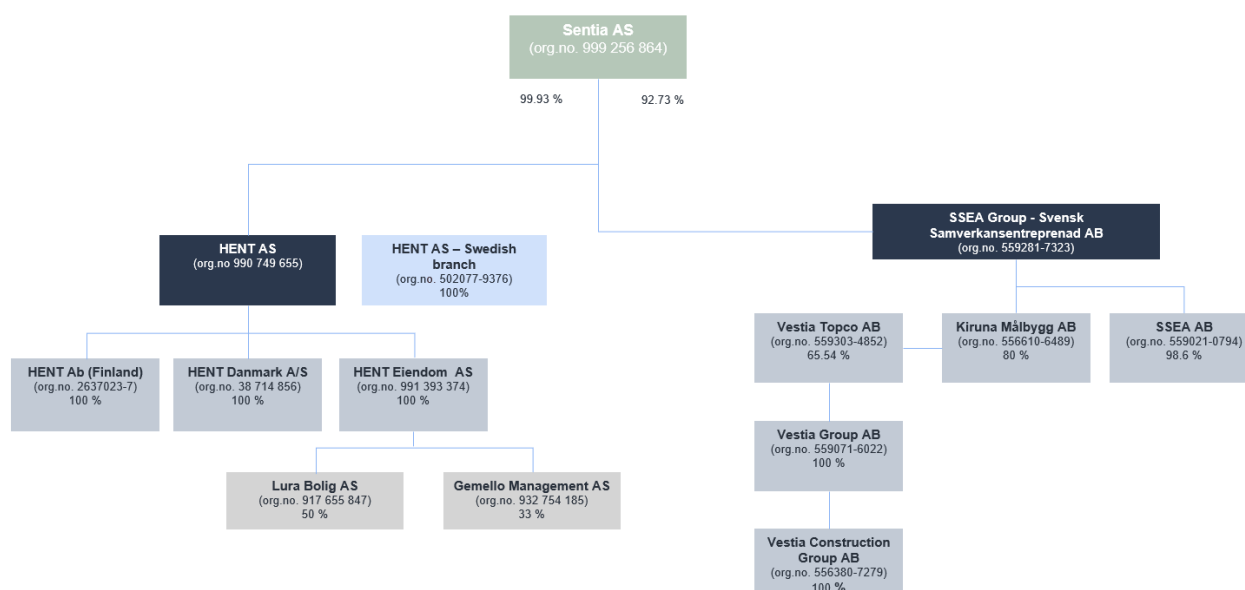 Sentia AS
(org.no. 999 256 864)
99.93 %
92.73 %
SSEA Group - Svensk
Samverkansentreprenad AB
(org.no. 559281-7323)
HENT AS
(org.no 990 749 655)
HENT AS – Swedish
branch
(org.no. 502077-9376)
100%
Vestia Topco AB
(org.no. 559303-4852)
65.54 %
Kiruna Målbygg AB
(org.no. 556610-6489)
80 %
SSEA AB
(org.no. 559021-0794)
98.6 %
HENT Ab (Finland)
(org.no. 2637023-7)
100 %
HENT Danmark A/S
(org.no. 38 714 856)
100 %
HENT Eiendom  AS
(org.no. 991 393 374)
100 %
Vestia Group AB
(org.no. 559071-6022)
100 %
Lura Bolig AS
(org.no. 917 655 847)
50 %
Gemello Management AS
(org.no. 932 754 185)
33 %
Vestia Construction
Group AB
(org.no. 556380-7279)
100 %